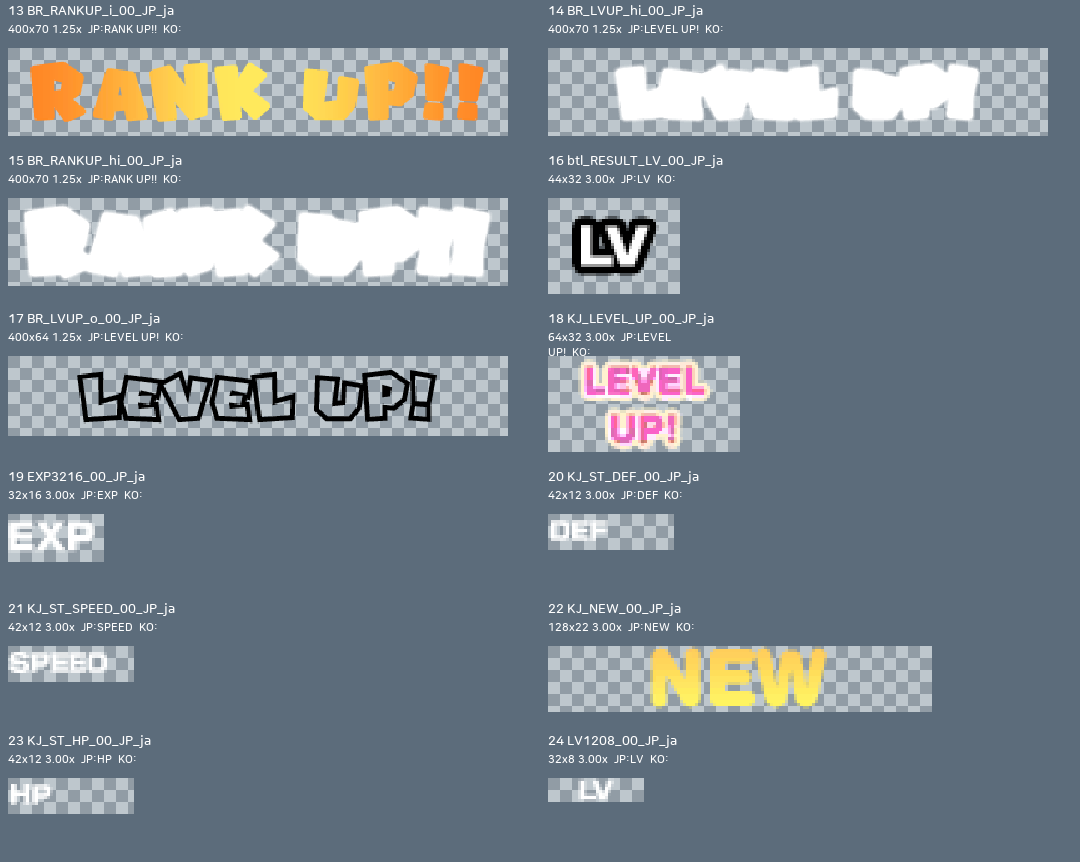 13 BR_RANKUP_i_00_JP_ja
400x70 1.25x JP:RANK UP!! KO:
RANK UP!!
14 BR_LVUP_hi_00_JP_ja
400x70 1.25x JP:LEVEL UP! KO:
LEVEL UP!
15 BR_RANKUP_hi_00_JP_ja
400x70 1.25x JP:RANK UP!! KO:
RANK UP!!
16 btl_RESULT_LV_00_JP_ja
44x32 3.00x JP:LV KO:
LV
17 BR_LVUP_o_00_JP_ja
400x64 1.25x JP:LEVEL UP! KO:
LEVEL UP!
18 KJ_LEVEL_UP_00_JP_ja
64x32 3.00x JP:LEVEL
UP! KO:
LEVEL
UP!
19 EXP3216_00_JP_ja
32x16 3.00x JP:EXP KO:
EXP
20 KJ_ST_DEF_00_JP_ja
42x12 3.00x JP:DEF KO:
DEF
21 KJ_ST_SPEED_00_JP_ja
42x12 3.00x JP:SPEED KO:
SPEED
22 KJ_NEW_00_JP_ja
128x22 3.00x JP:NEW KO:
NEW
23 KJ_ST_HP_00_JP_ja
42x12 3.00x JP:HP KO:
HP
24 LV1208_00_JP_ja
32x8 3.00x JP:LV KO:
LV